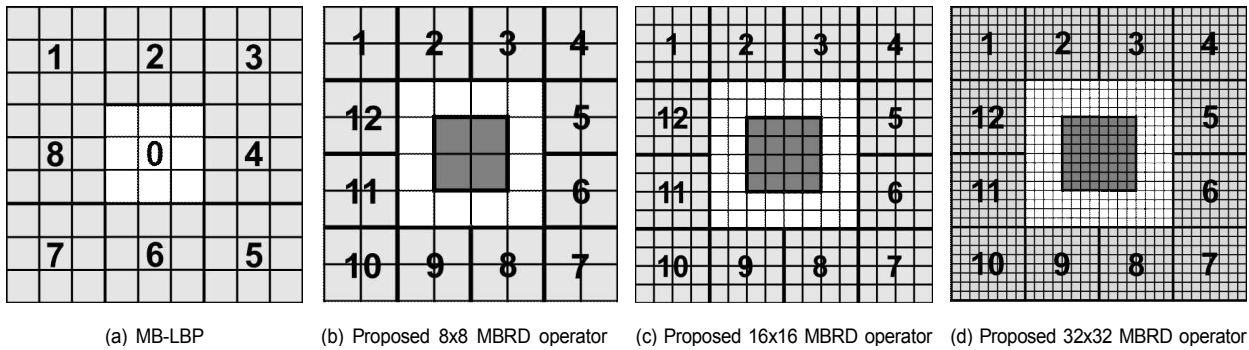 1 2 3
8 0 4
7 6 5
1 2 3 4
12 5
11 6
10 9 8 7
1 2 3 4
12 5
11 6
10 9 8 7
1 2 3 4
12 5
11 6
10 9 8 7
(a) MB-LBP
(b) Proposed 8x8 MBRD operator
(c) Proposed 16x16 MBRD operator
(d) Proposed 32x32 MBRD operator